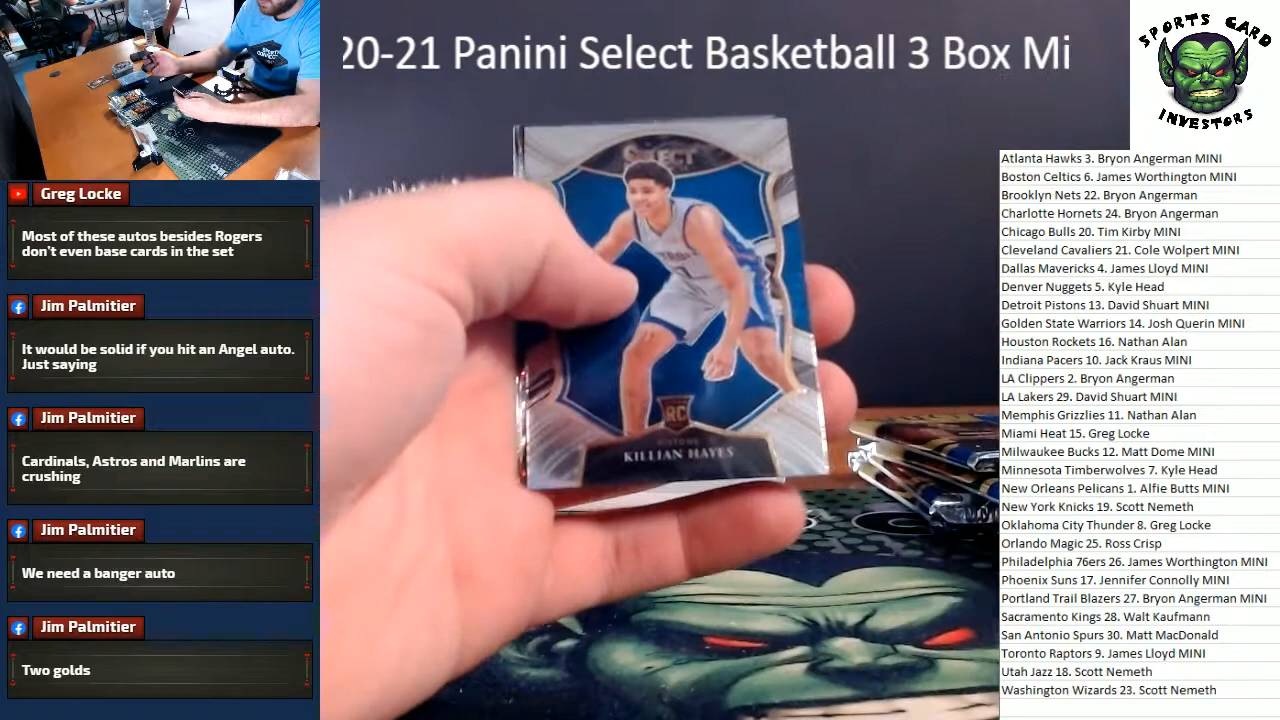 20-21 Panini Select Basketball 3 Box Mi
SPORTS CARD
INVESTORS
Greg Locke
Most of these autos besides Rogers
don't even base cards in the set
Jim Palmitier
It would be solid if you hit an Angel auto.
Just saying
Jim Palmitier
Cardinals, Astros and Marlins are
crushing
Jim Palmitier
We need a banger auto
Jim Palmitier
Two golds
SELECT
RC
PISTONS
KILLIAN HAYES
Atlanta Hawks 3. Bryon Angerman MINI
Boston Celtics 6. James Worthington MINI
Brooklyn Nets 22. Bryon Angerman
Charlotte Hornets 24. Bryon Angerman
Chicago Bulls 20. Tim Kirby MINI
Cleveland Cavaliers 21. Cole Wolpert MINI
Dallas Mavericks 4. James Lloyd MINI
Denver Nuggets 5. Kyle Head
Detroit Pistons 13. David Shuart MINI
Golden State Warriors 14. Josh Querin MINI
Houston Rockets 16. Nathan Alan
Indiana Pacers 10. Jack Kraus MINI
LA Clippers 2. Bryon Angerman
LA Lakers 29. David Shuart MINI
Memphis Grizzlies 11. Nathan Alan
Miami Heat 15. Greg Locke
Milwaukee Bucks 12. Matt Dome MINI
Minnesota Timberwolves 7. Kyle Head
New Orleans Pelicans 1. Alfie Butts MINI
New York Knicks 19. Scott Nemeth
Oklahoma City Thunder 8. Greg Locke
Orlando Magic 25. Ross Crisp
Philadelphia 76ers 26. James Worthington MINI
Phoenix Suns 17. Jennifer Connolly MINI
Portland Trail Blazers 27. Bryon Angerman MINI
Sacramento Kings 28. Walt Kaufmann
San Antonio Spurs 30. Matt MacDonald
Toronto Raptors 9. James Lloyd MINI
Utah Jazz 18. Scott Nemeth
Washington Wizards 23. Scott Nemeth